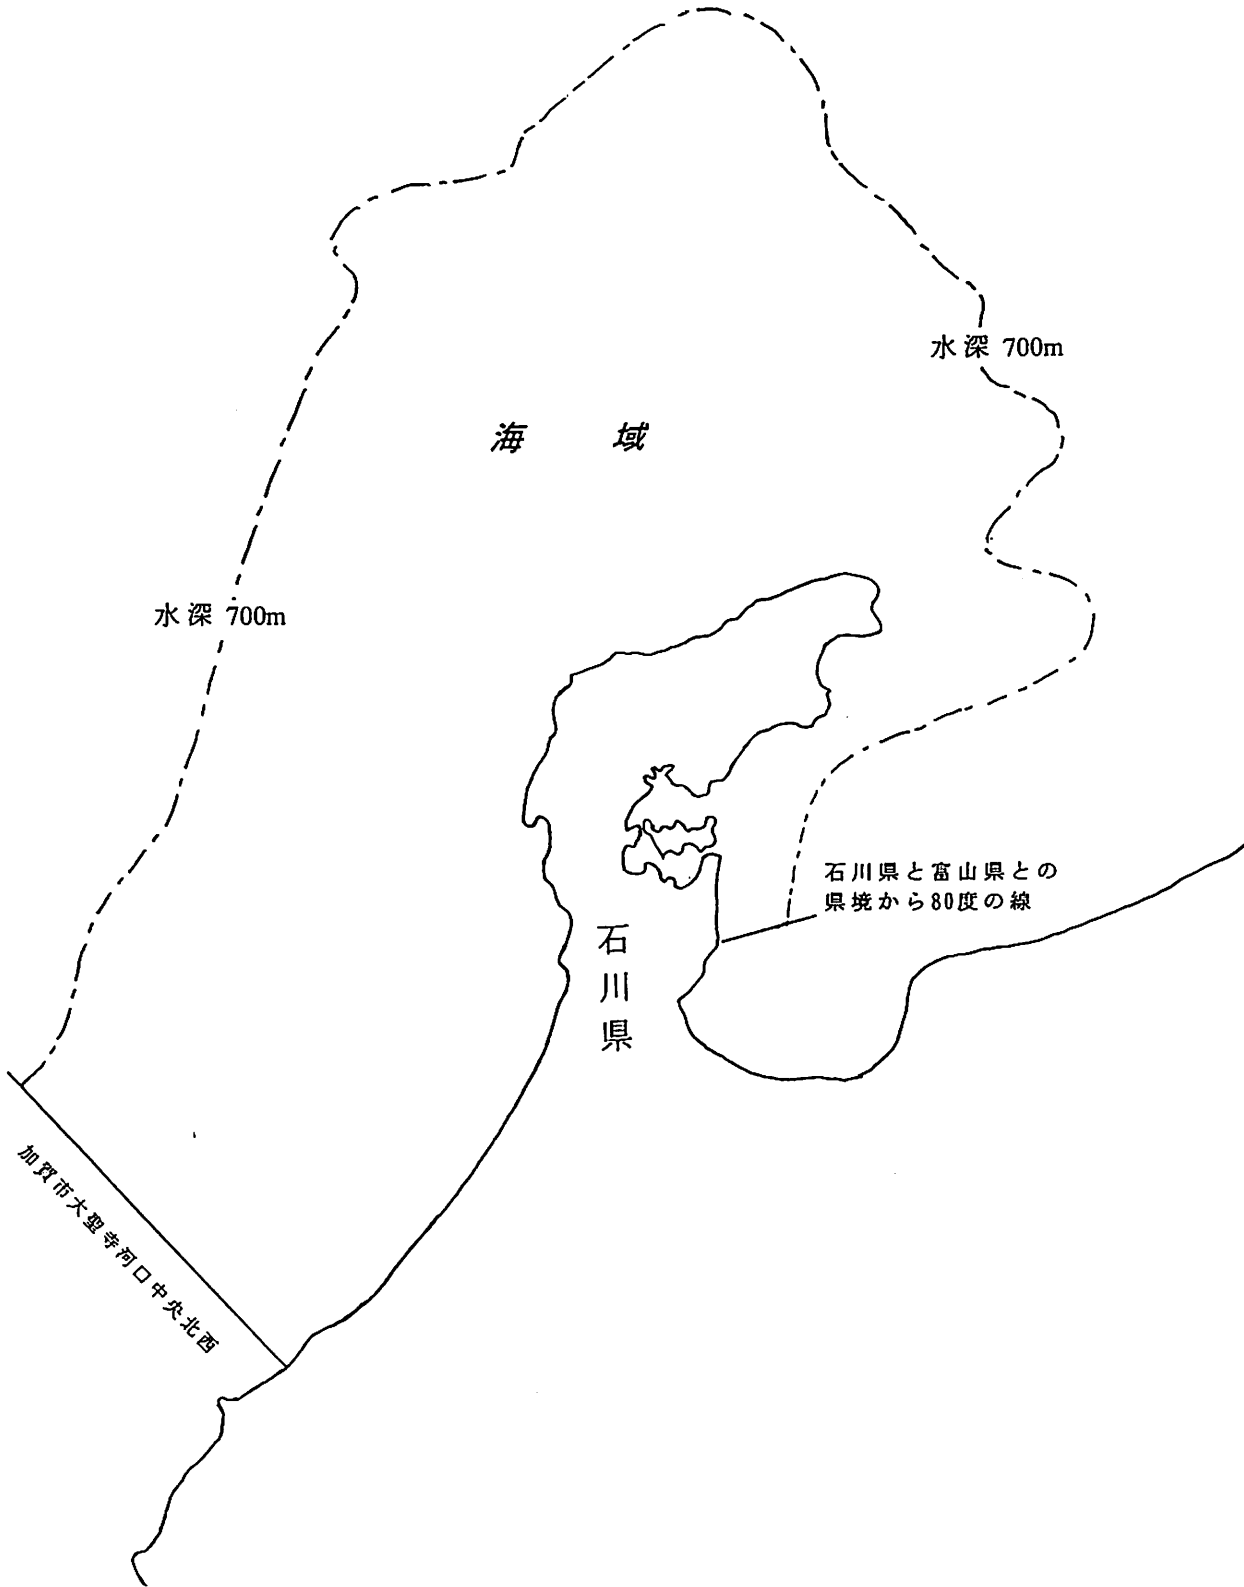 水深 700m
海域
水深 700m
石川県と富山県との
県境から80度の線
石川県
加賀市大聖寺河口中央北西